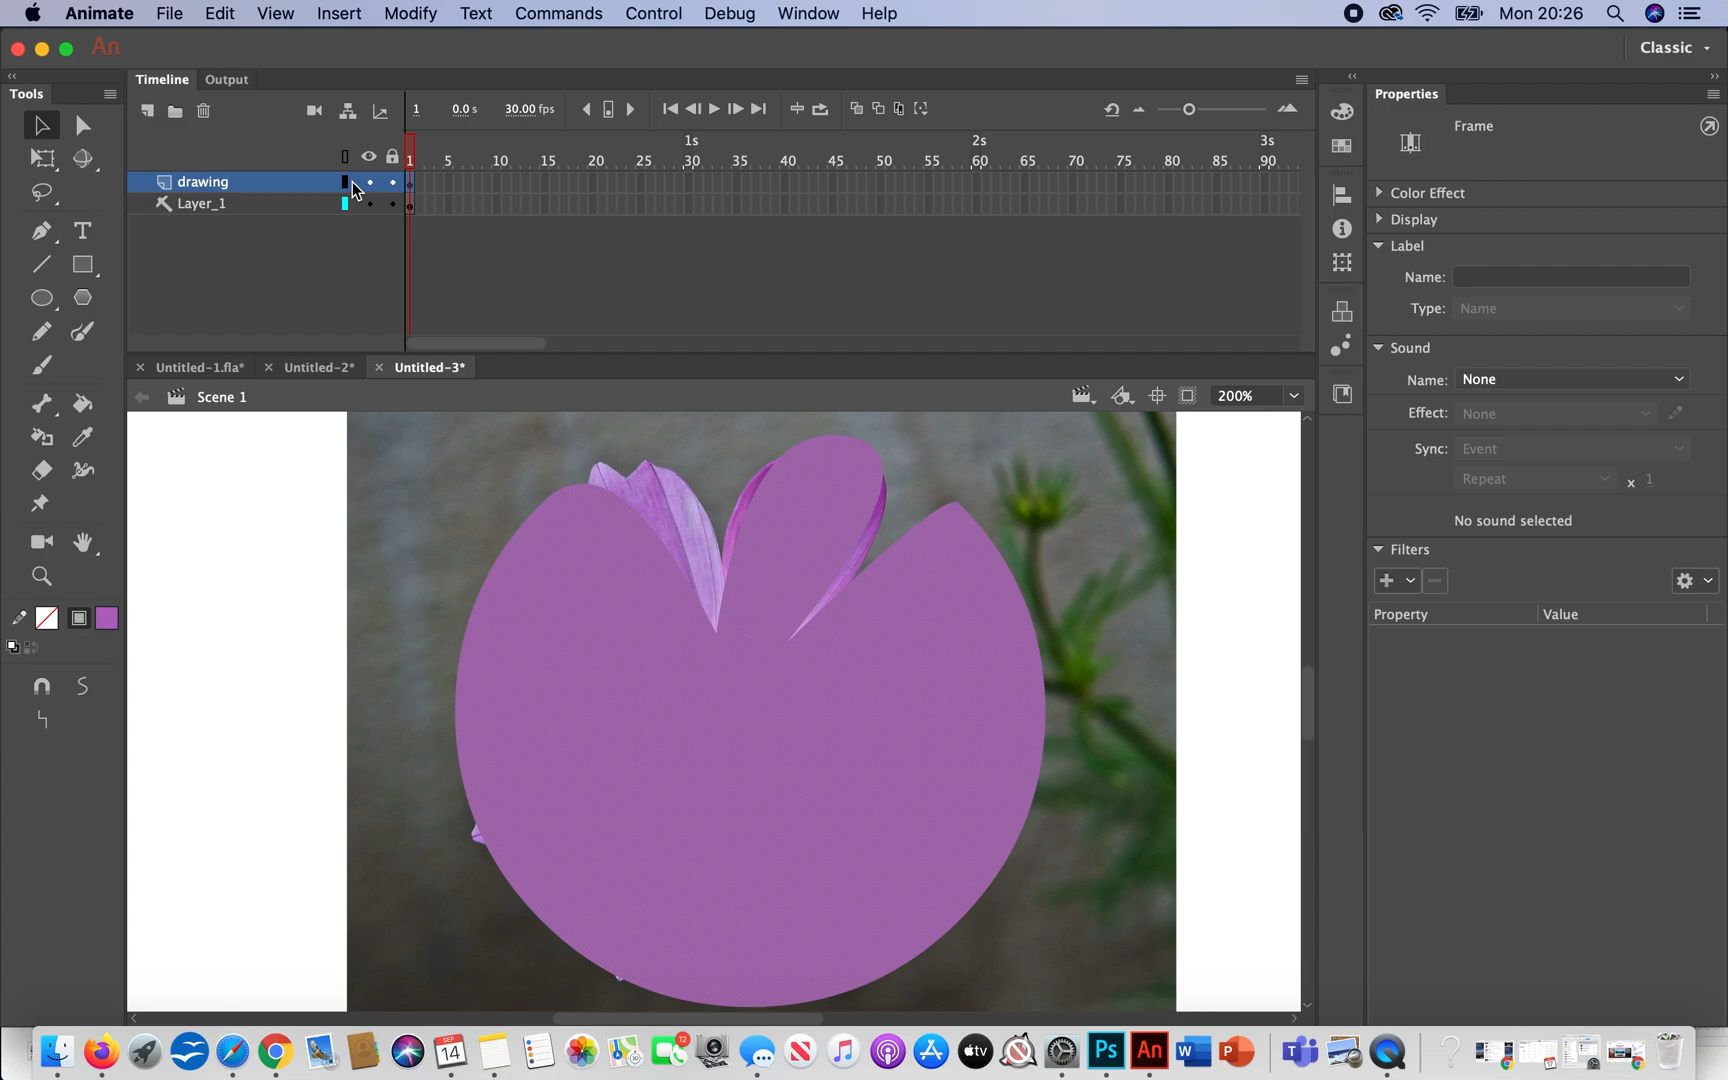 Animate File Edit View Insert Modify Text Commands Control Debug Window Help Mon 20:26
An Classic
Tools Timeline Output Properties
1 0.0 s 30.00 fps Frame
1s 2s 3s
1 5 10 15 20 25 30 35 40 45 50 55 60 65 70 75 80 85 90
drawing Color Effect
Layer_1 Display
Label
Name:
Type: Name
Sound
Untitled-1.fla* Untitled-2* Untitled-3* Name: None
Scene 1 200% Effect: None
Sync: Event
Repeat x 1
No sound selected
Filters
Property Value
SEP
14 12 tv Ps An W P T 17